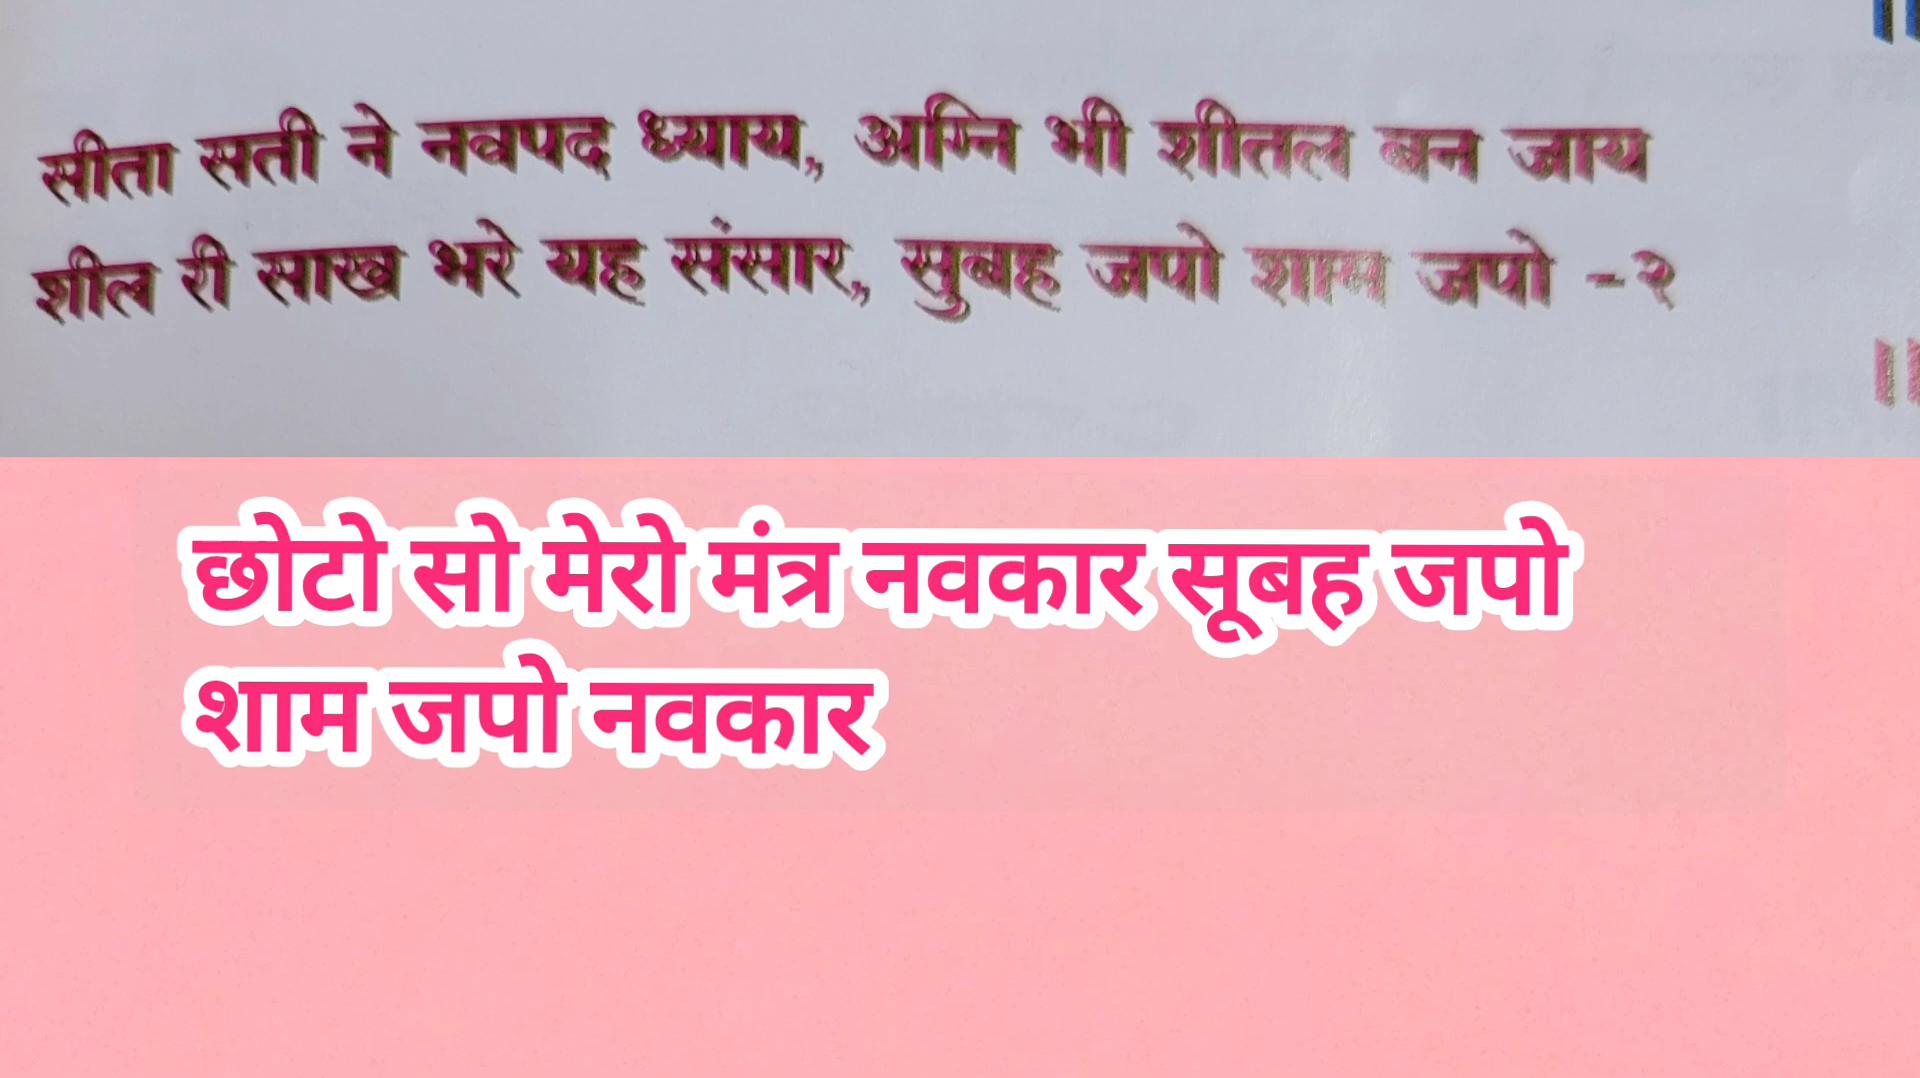 सीता सती ने नवपद ध्याय, अग्नि भी शीतल बन जाय
शील री साख भरे यह संसार, सुबह जपो शाम जपो -२
छोटो सो मेरो मंत्र नवकार सूबह जपो
शाम जपो नवकार